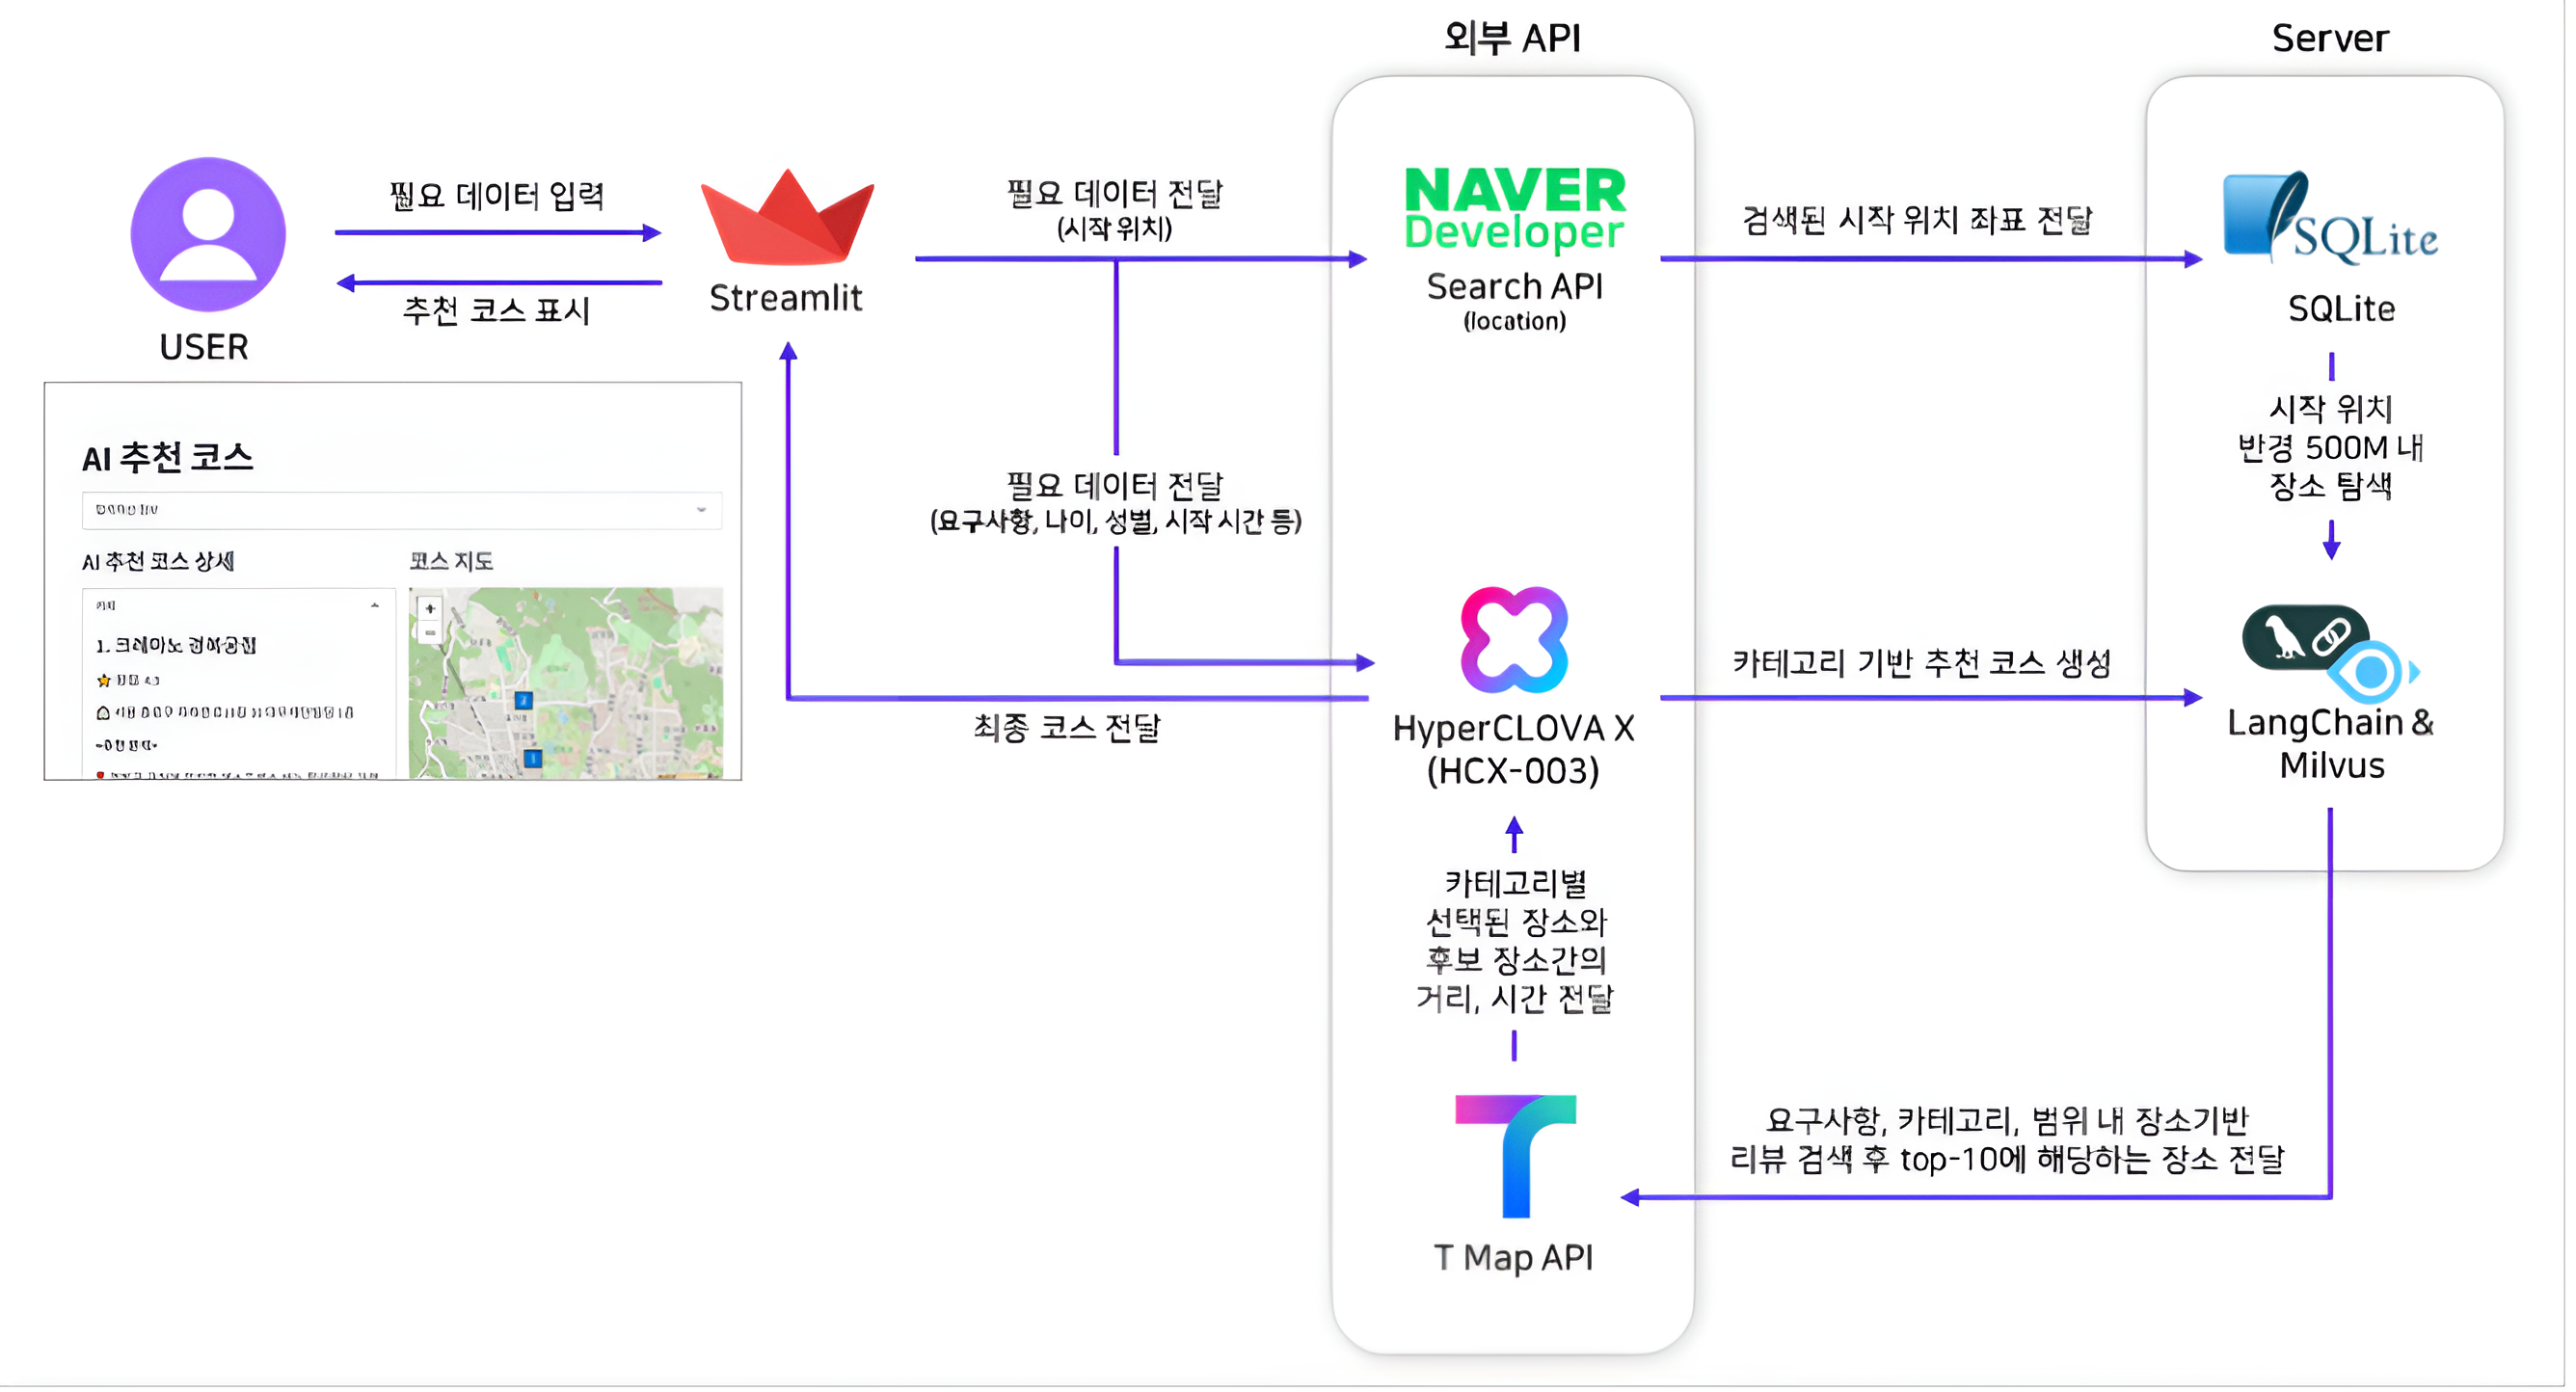 외부 API
Server
필요 데이터 입력
추천 코스 표시
USER
Streamlit
필요 데이터 전달
(시작 위치)
NAVER
Developer
Search API
(location)
검색된 시작 위치 좌표 전달
SQLite
SQLite
시작 위치
반경 500M 내
장소 탐색
AI 추천 코스
AI 추천 코스 상세
코스 지도
1.
필요 데이터 전달
(요구사항, 나이, 성별, 시작 시간 등)
최종 코스 전달
HyperCLOVA X
(HCX-003)
카테고리 기반 추천 코스 생성
LangChain &
Milvus
카테고리별
선택된 장소와
후보 장소간의
거리, 시간 전달
요구사항, 카테고리, 범위 내 장소기반
리뷰 검색 후 top-10에 해당하는 장소 전달
T Map API